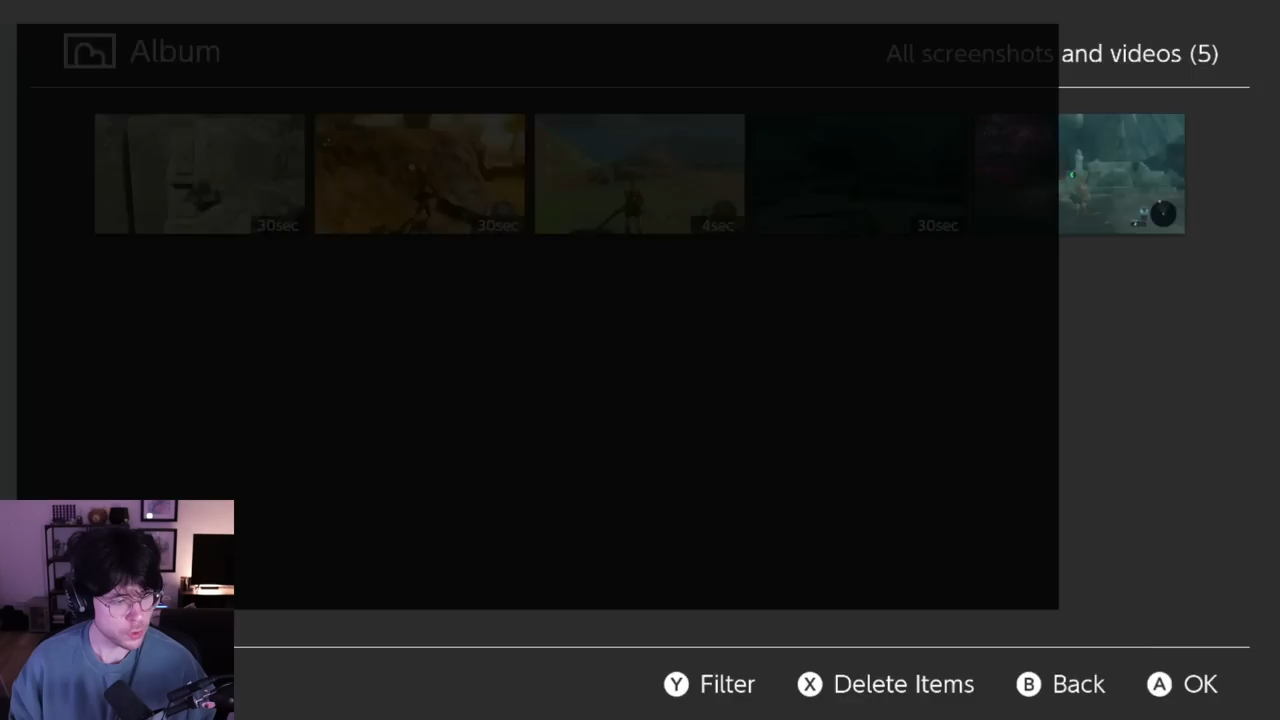 Album
All screenshots and videos (5)
30sec
30sec
4sec
30sec
Y Filter
X Delete Items
B Back
A OK